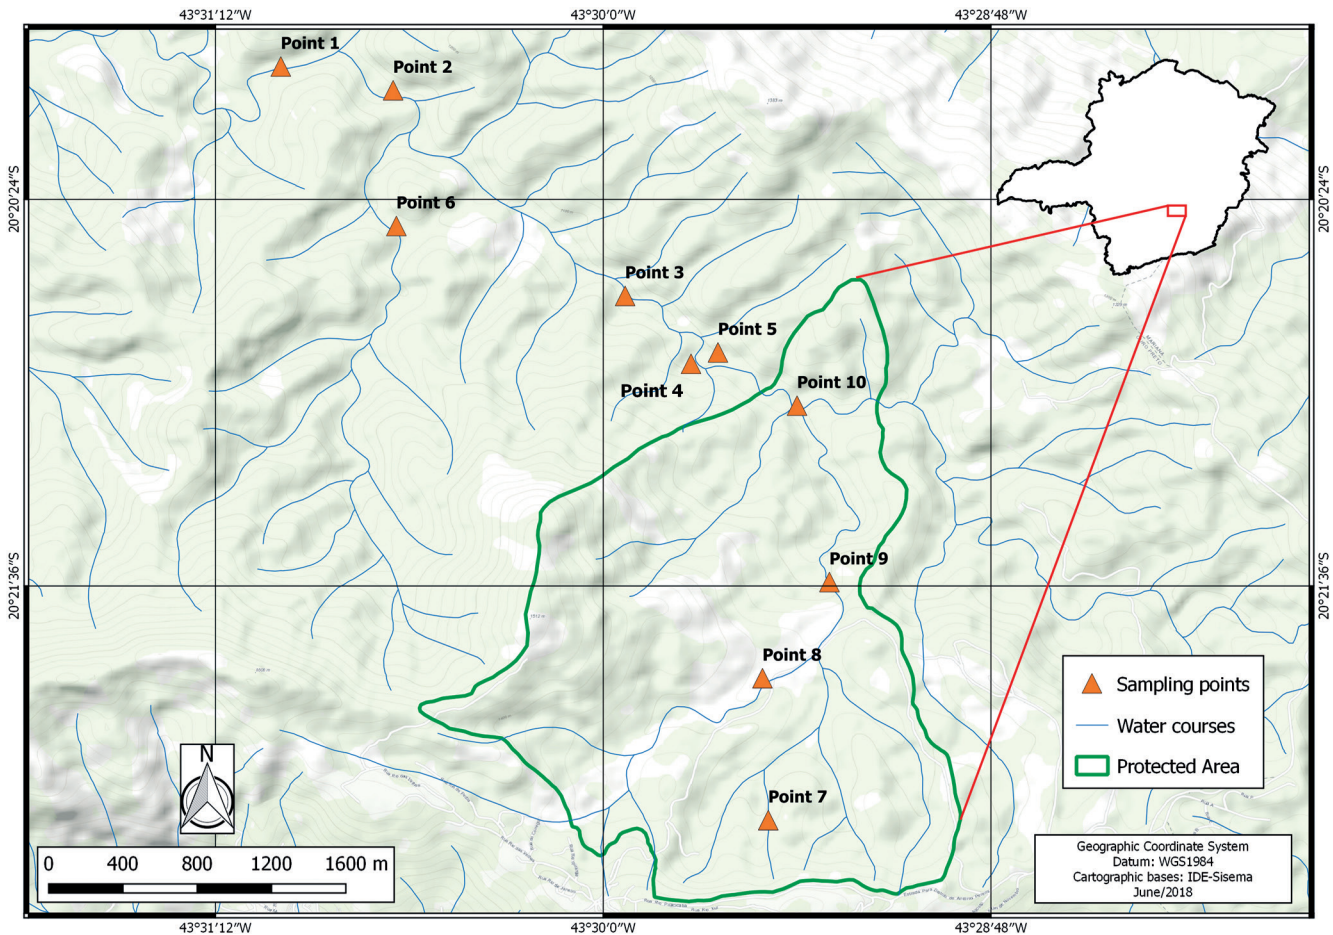 43°31'12"W
43°30'00"W
43°28'48"W
Point 1
Point 2
20°20'24"S
20°20'24"S
Point 6
Point 3
Point 5
Point 4
Point 10
20°21'36"S
20°21'36"S
Point 9
Point 8
Point 7
Sampling points
Water courses
Protected Area
N
0 400 800 1200 1600 m
Geographic Coordinate System
Datum: WGS1984
Cartographic bases: IDE-Sisema
June/2018
43°31'12"W
43°30'00"W
43°28'48"W